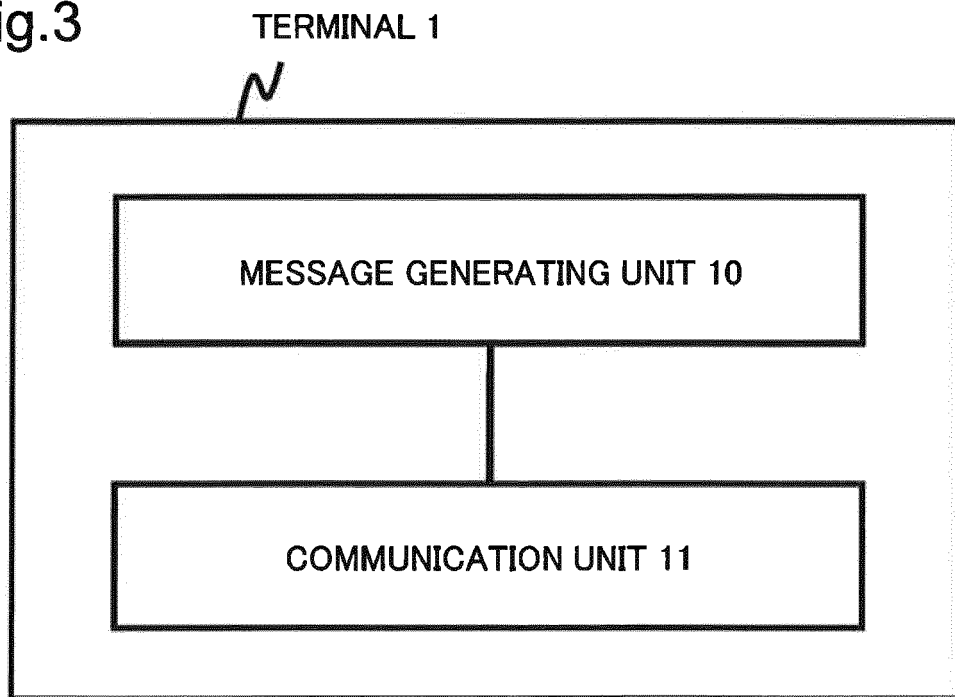 ig.3
TERMINAL 1
MESSAGE GENERATING UNIT 10
COMMUNICATION UNIT 11